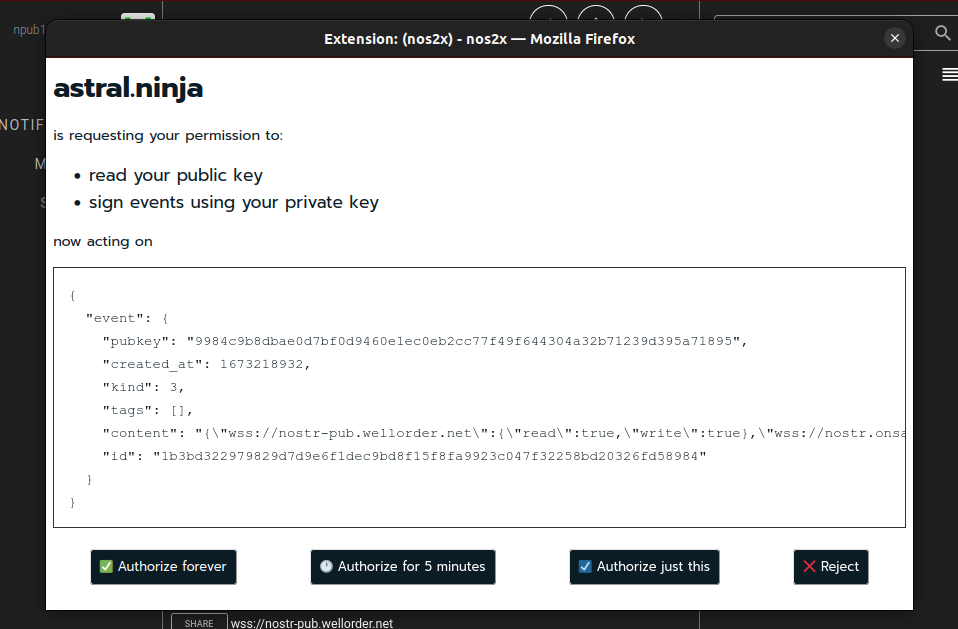 Extension: (nos2x) - nos2x — Mozilla Firefox
npub1
NOTIF
M
astral.ninja
is requesting your permission to:
• read your public key
• sign events using your private key
now acting on
{
"event": {
"pubkey": "9984c9b8dbae0d7bf0d9460e1ec0eb2cc77f49f644304a32b71239d395a71895",
"created_at": 1673218932,
"kind": 3,
"tags": [],
"content": "{\"wss://nostr-pub.wellorder.net\":{\"read\":true,\"write\":true},\"wss://nostr.onsa
"id": "1b3bd322979829d7d9e6f1dec9bd8f15f8fa9923c047f32258bd20326fd58984"
}
}
✅ Authorize forever
🕐 Authorize for 5 minutes
☑ Authorize just this
❌ Reject
SHARE wss://nostr-pub.wellorder.net